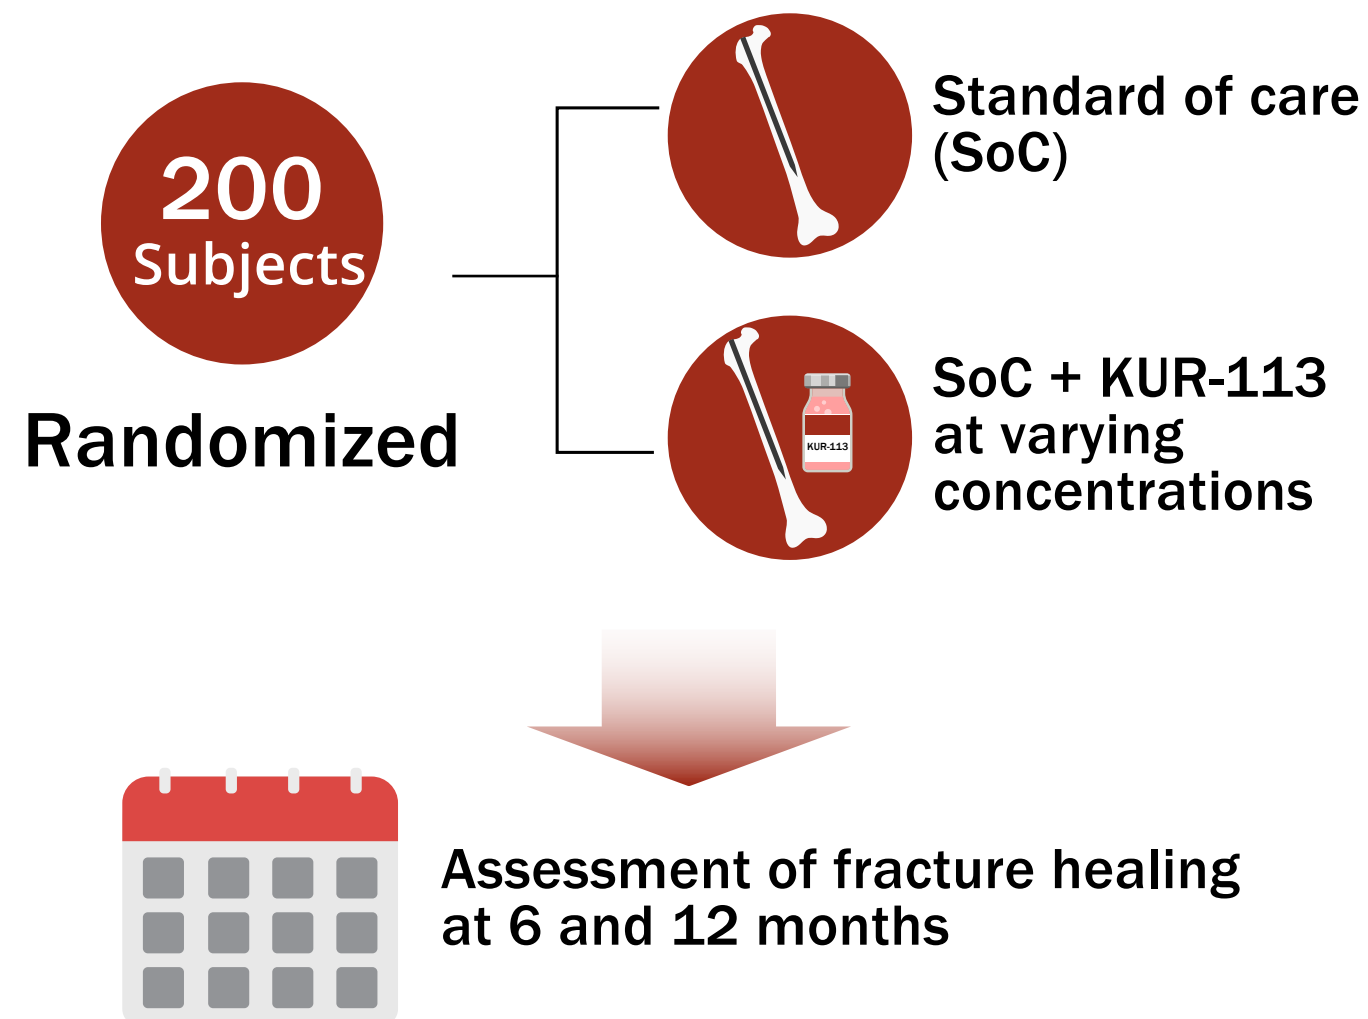 200
Subjects
Randomized
Standard of care
(SoC)
SoC + KUR-113
at varying
concentrations
KUR-113
Assessment of fracture healing
at 6 and 12 months